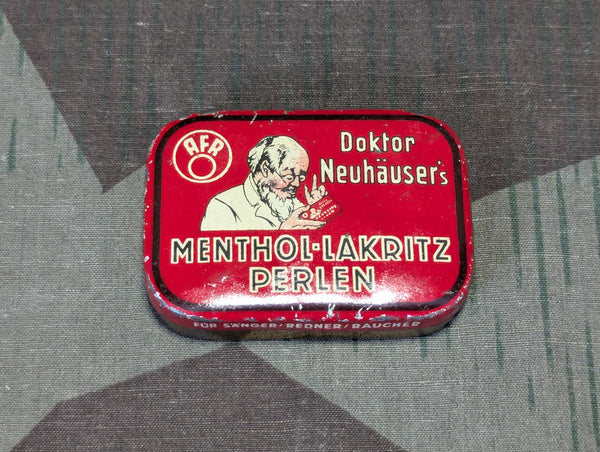 AFR
Doktor
Neuhäuser's
MENTHOL-LAKRITZ
PERLEN
FÜR SÄNGER/REDNER/RAUCHER